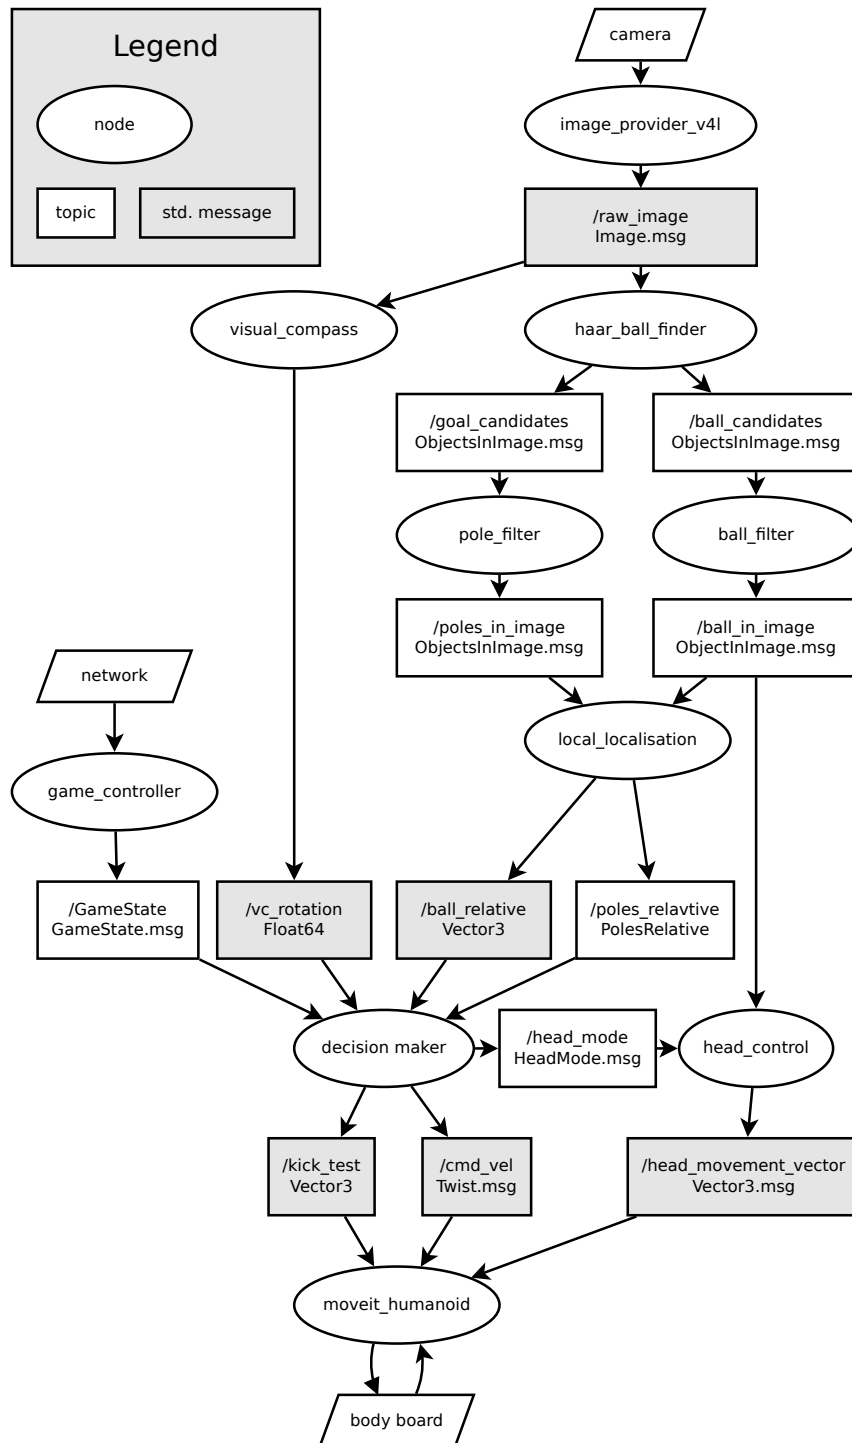 Legend
node
topic
std. message
camera
image_provider_v4l
/raw_image
Image.msg
visual_compass
haar_ball_finder
/goal_candidates
ObjectsInImage.msg
/ball_candidates
ObjectsInImage.msg
pole_filter
ball_filter
/poles_in_image
ObjectsInImage.msg
/ball_in_image
ObjectInImage.msg
network
local_localisation
game_controller
/GameState
GameState.msg
/vc_rotation
Float64
/ball_relative
Vector3
/poles_relavtive
PolesRelative
decision maker
/head_mode
HeadMode.msg
head_control
/kick_test
Vector3
/cmd_vel
Twist.msg
/head_movement_vector
Vector3.msg
moveit_humanoid
body board